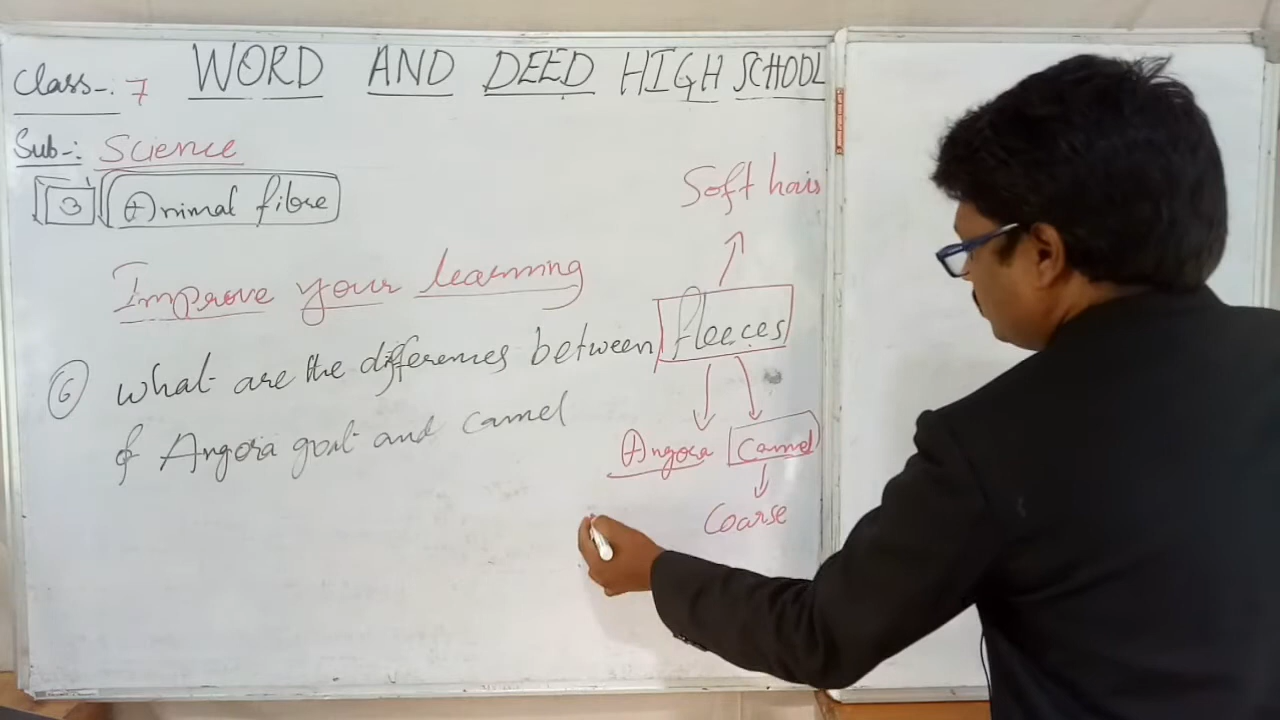 WORD AND DEED HIGH SCHOOL
Class-: 7
Sub-: Science
3 Animal fibre
Soft hair
Improve your learning
6 What are the differences between fleeces
of Angora goat and camel
Angora Camel
Coarse